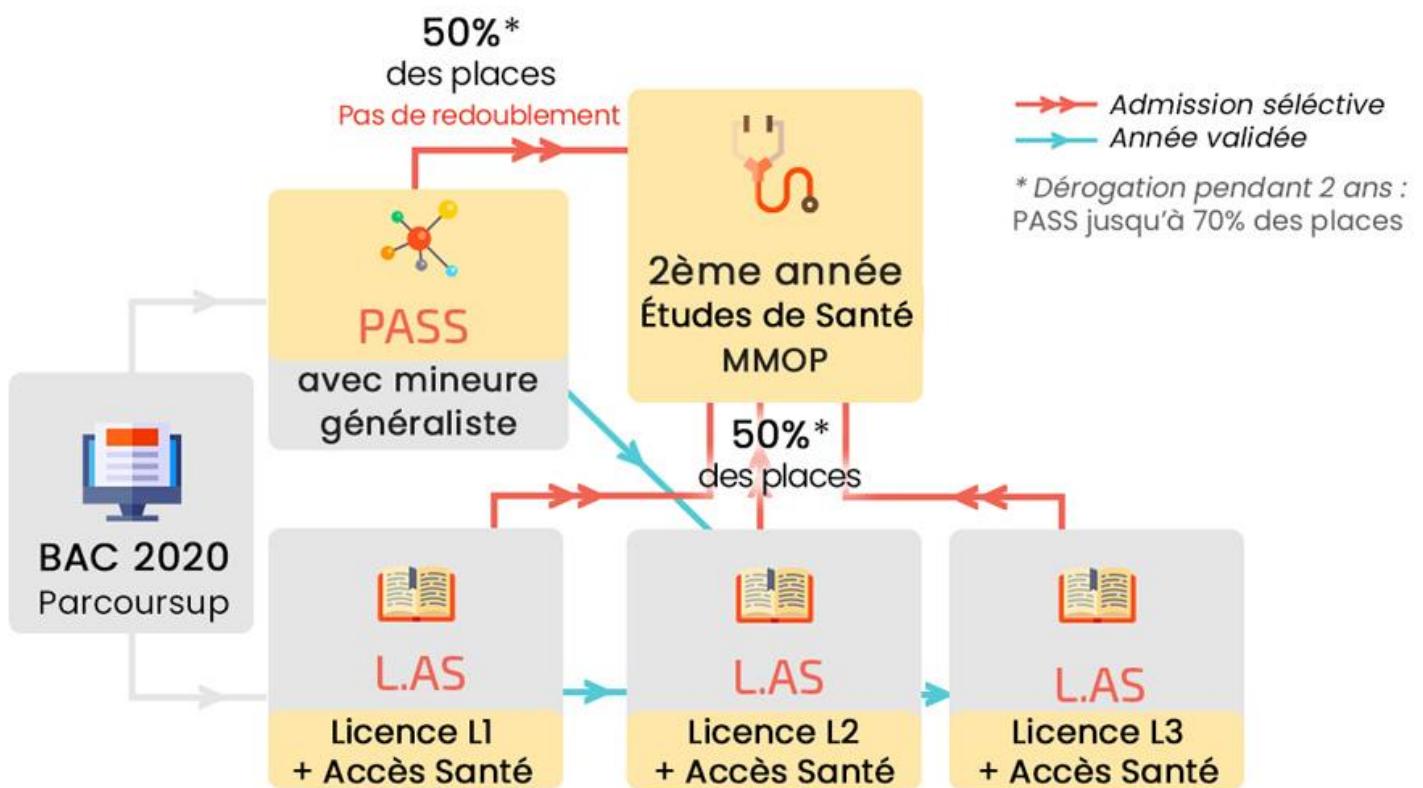 50%*
des places
Pas de redoublement
Admission séléctive
Année validée
* Dérogation pendant 2 ans :
PASS jusqu'à 70% des places
2ème année
Études de Santé
MMOP
PASS
avec mineure
généraliste
50%*
des places
BAC 2020
Parcoursup
L.AS
Licence L1
+ Accès Santé
L.AS
Licence L2
+ Accès Santé
L.AS
Licence L3
+ Accès Santé